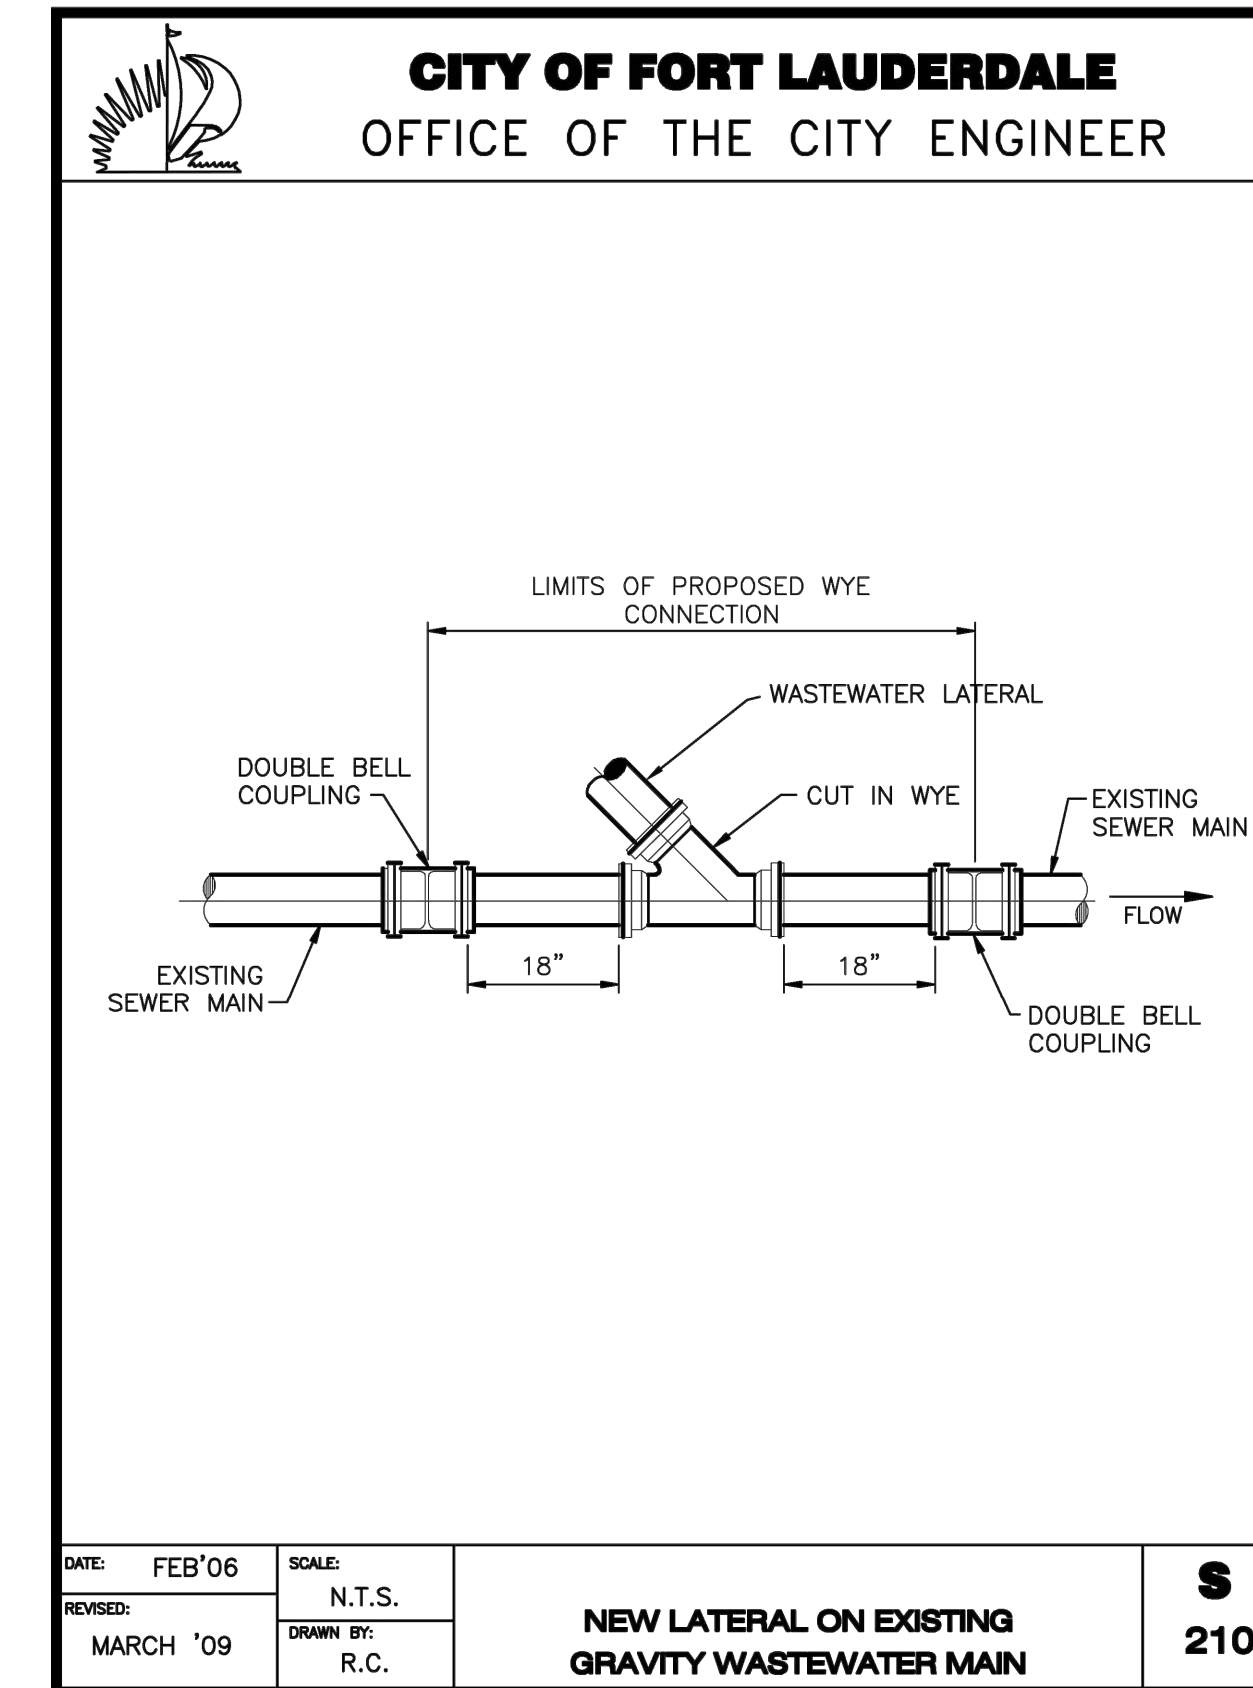 CITY OF FORT LAUDERDALE
OFFICE OF THE CITY ENGINEER
LIMITS OF PROPOSED WYE
CONNECTION
WASTEWATER LATERAL
DOUBLE BELL
COUPLING
CUT IN WYE
EXISTING
SEWER MAIN
FLOW
18"
18"
EXISTING
SEWER MAIN
DOUBLE BELL
COUPLING
DATE: FEB'06
REVISED:
MARCH '09
SCALE:
N.T.S.
DRAWN BY:
R.C.
NEW LATERAL ON EXISTING
GRAVITY WASTEWATER MAIN
S
210